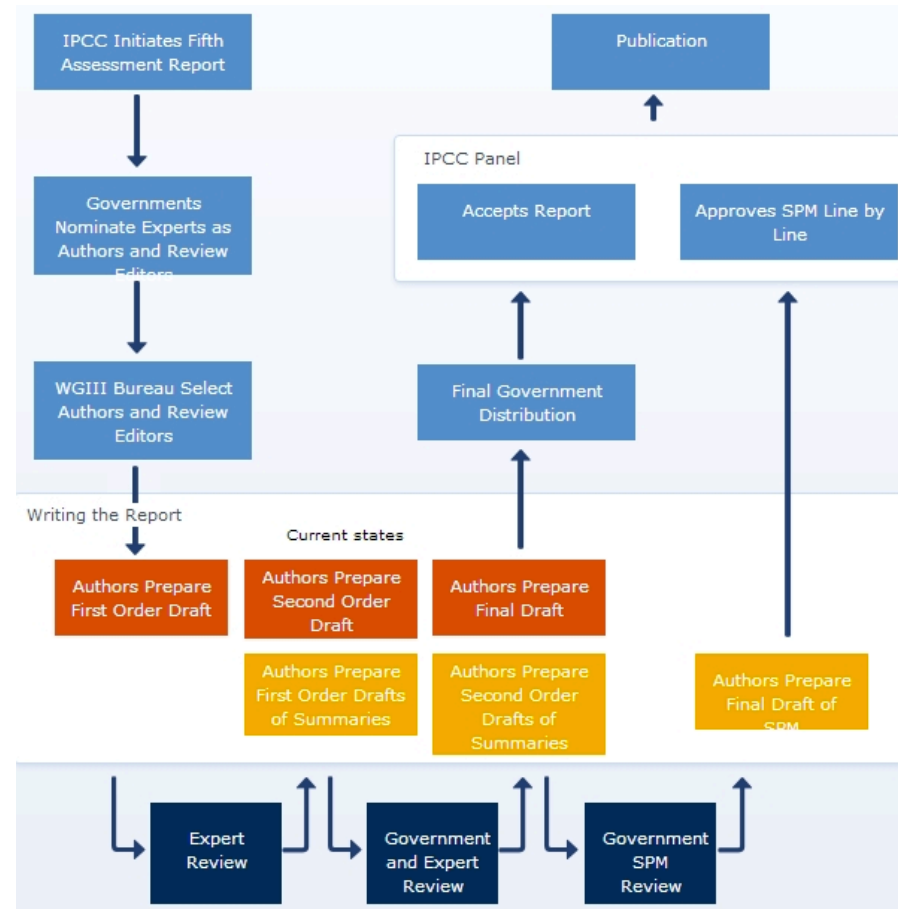 IPCC Initiates Fifth
Assessment Report
Governments
Nominate Experts as
Authors and Review
Editors
WGIII Bureau Select
Authors and Review
Editors
Publication
IPCC Panel
Accepts Report
Approves SPM Line by
Line
Final Government
Distribution
Writing the Report
Current states
Authors Prepare
First Order Draft
Authors Prepare
Second Order
Draft
Authors Prepare
Final Draft
Authors Prepare
First Order Drafts
of Summaries
Authors Prepare
Second Order
Drafts of
Summaries
Authors Prepare
Final Draft of
SPM
Expert
Review
Government
and Expert
Review
Government
SPM
Review